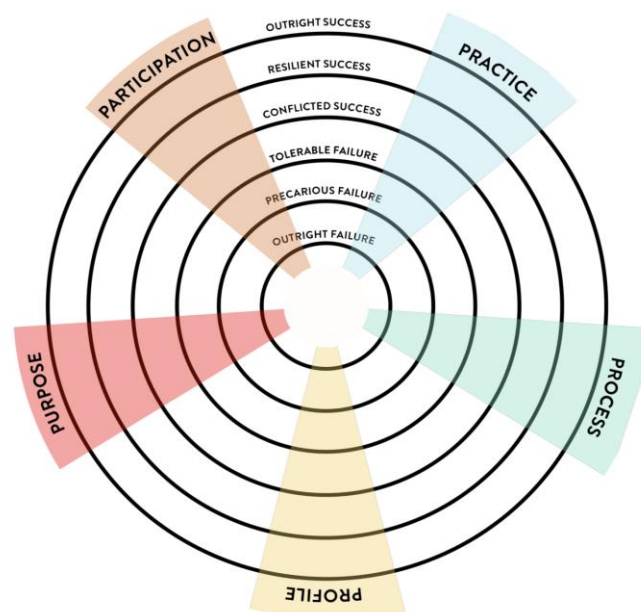 OUTRIGHT SUCCESS
RESILIENT SUCCESS
CONFLICTED SUCCESS
TOLERABLE FAILURE
PRECARIOUS FAILURE
OUTRIGHT FAILURE
PARTICIPATION
PRACTICE
PURPOSE
PROCESS
PROFILE